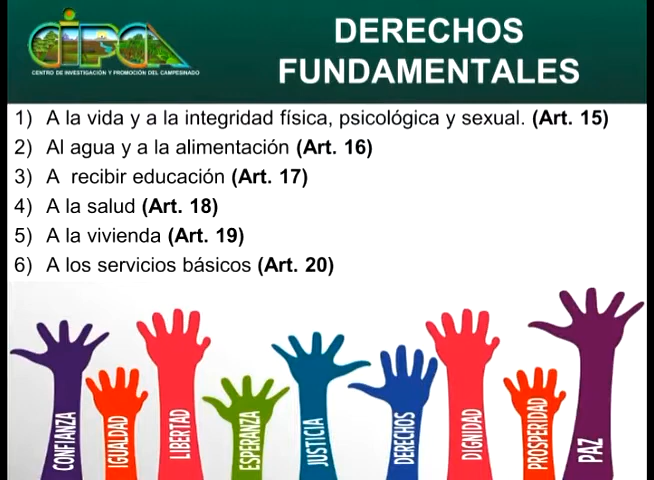 CIPCA
CENTRO DE INVESTIGACIÓN Y PROMOCIÓN DEL CAMPESINADO
DERECHOS
FUNDAMENTALES
1) A la vida y a la integridad física, psicológica y sexual. (Art. 15)
2) Al agua y a la alimentación (Art. 16)
3) A recibir educación (Art. 17)
4) A la salud (Art. 18)
5) A la vivienda (Art. 19)
6) A los servicios básicos (Art. 20)
CONFIANZA
IGUALDAD
LIBERTAD
ESPERANZA
JUSTICIA
DERECHOS
DIGNIDAD
PROSPERIDAD
PAZ